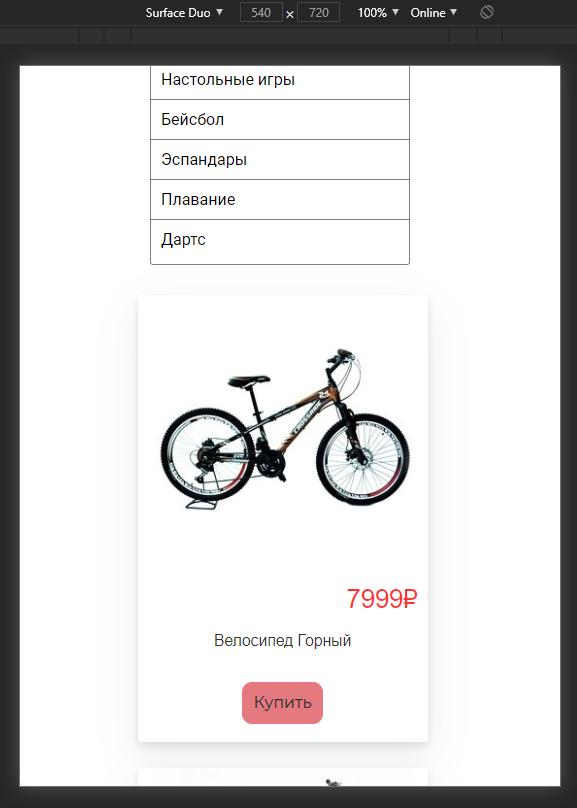 Surface Duo ▼ 540 × 720 100% ▼ Online ▼
Настольные игры
Бейсбол
Эспандары
Плавание
Дартс
7999₽
Велосипед Горный
Купить